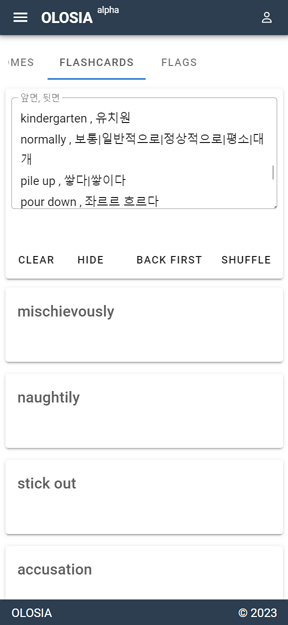 OLOSIA alpha
OMES FLASHCARDS FLAGS
앞면, 뒷면
kindergarten , 유치원
normally , 보통|일반적으로|정상적으로|평소|대
개
pile up , 쌓다|쌓이다
pour down , 좌르르 흐르다
CLEAR HIDE BACK FIRST SHUFFLE
mischievously
naughtily
stick out
accusation
OLOSIA © 2023